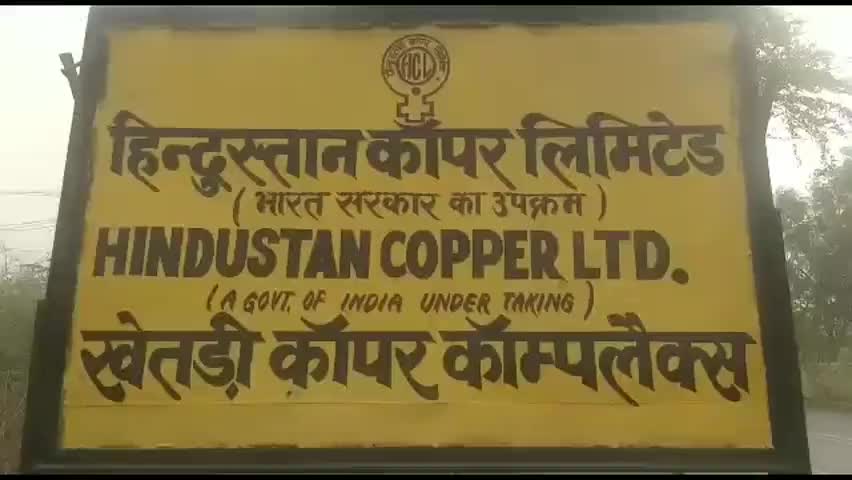 HCL
हिन्दुस्तान कॉपर लिमिटेड
( भारत सरकार का उपक्रम )
HINDUSTAN COPPER LTD.
(A GOVT. OF INDIA UNDER TAKING)
खेतड़ी कॉपर कॉम्पलैक्स